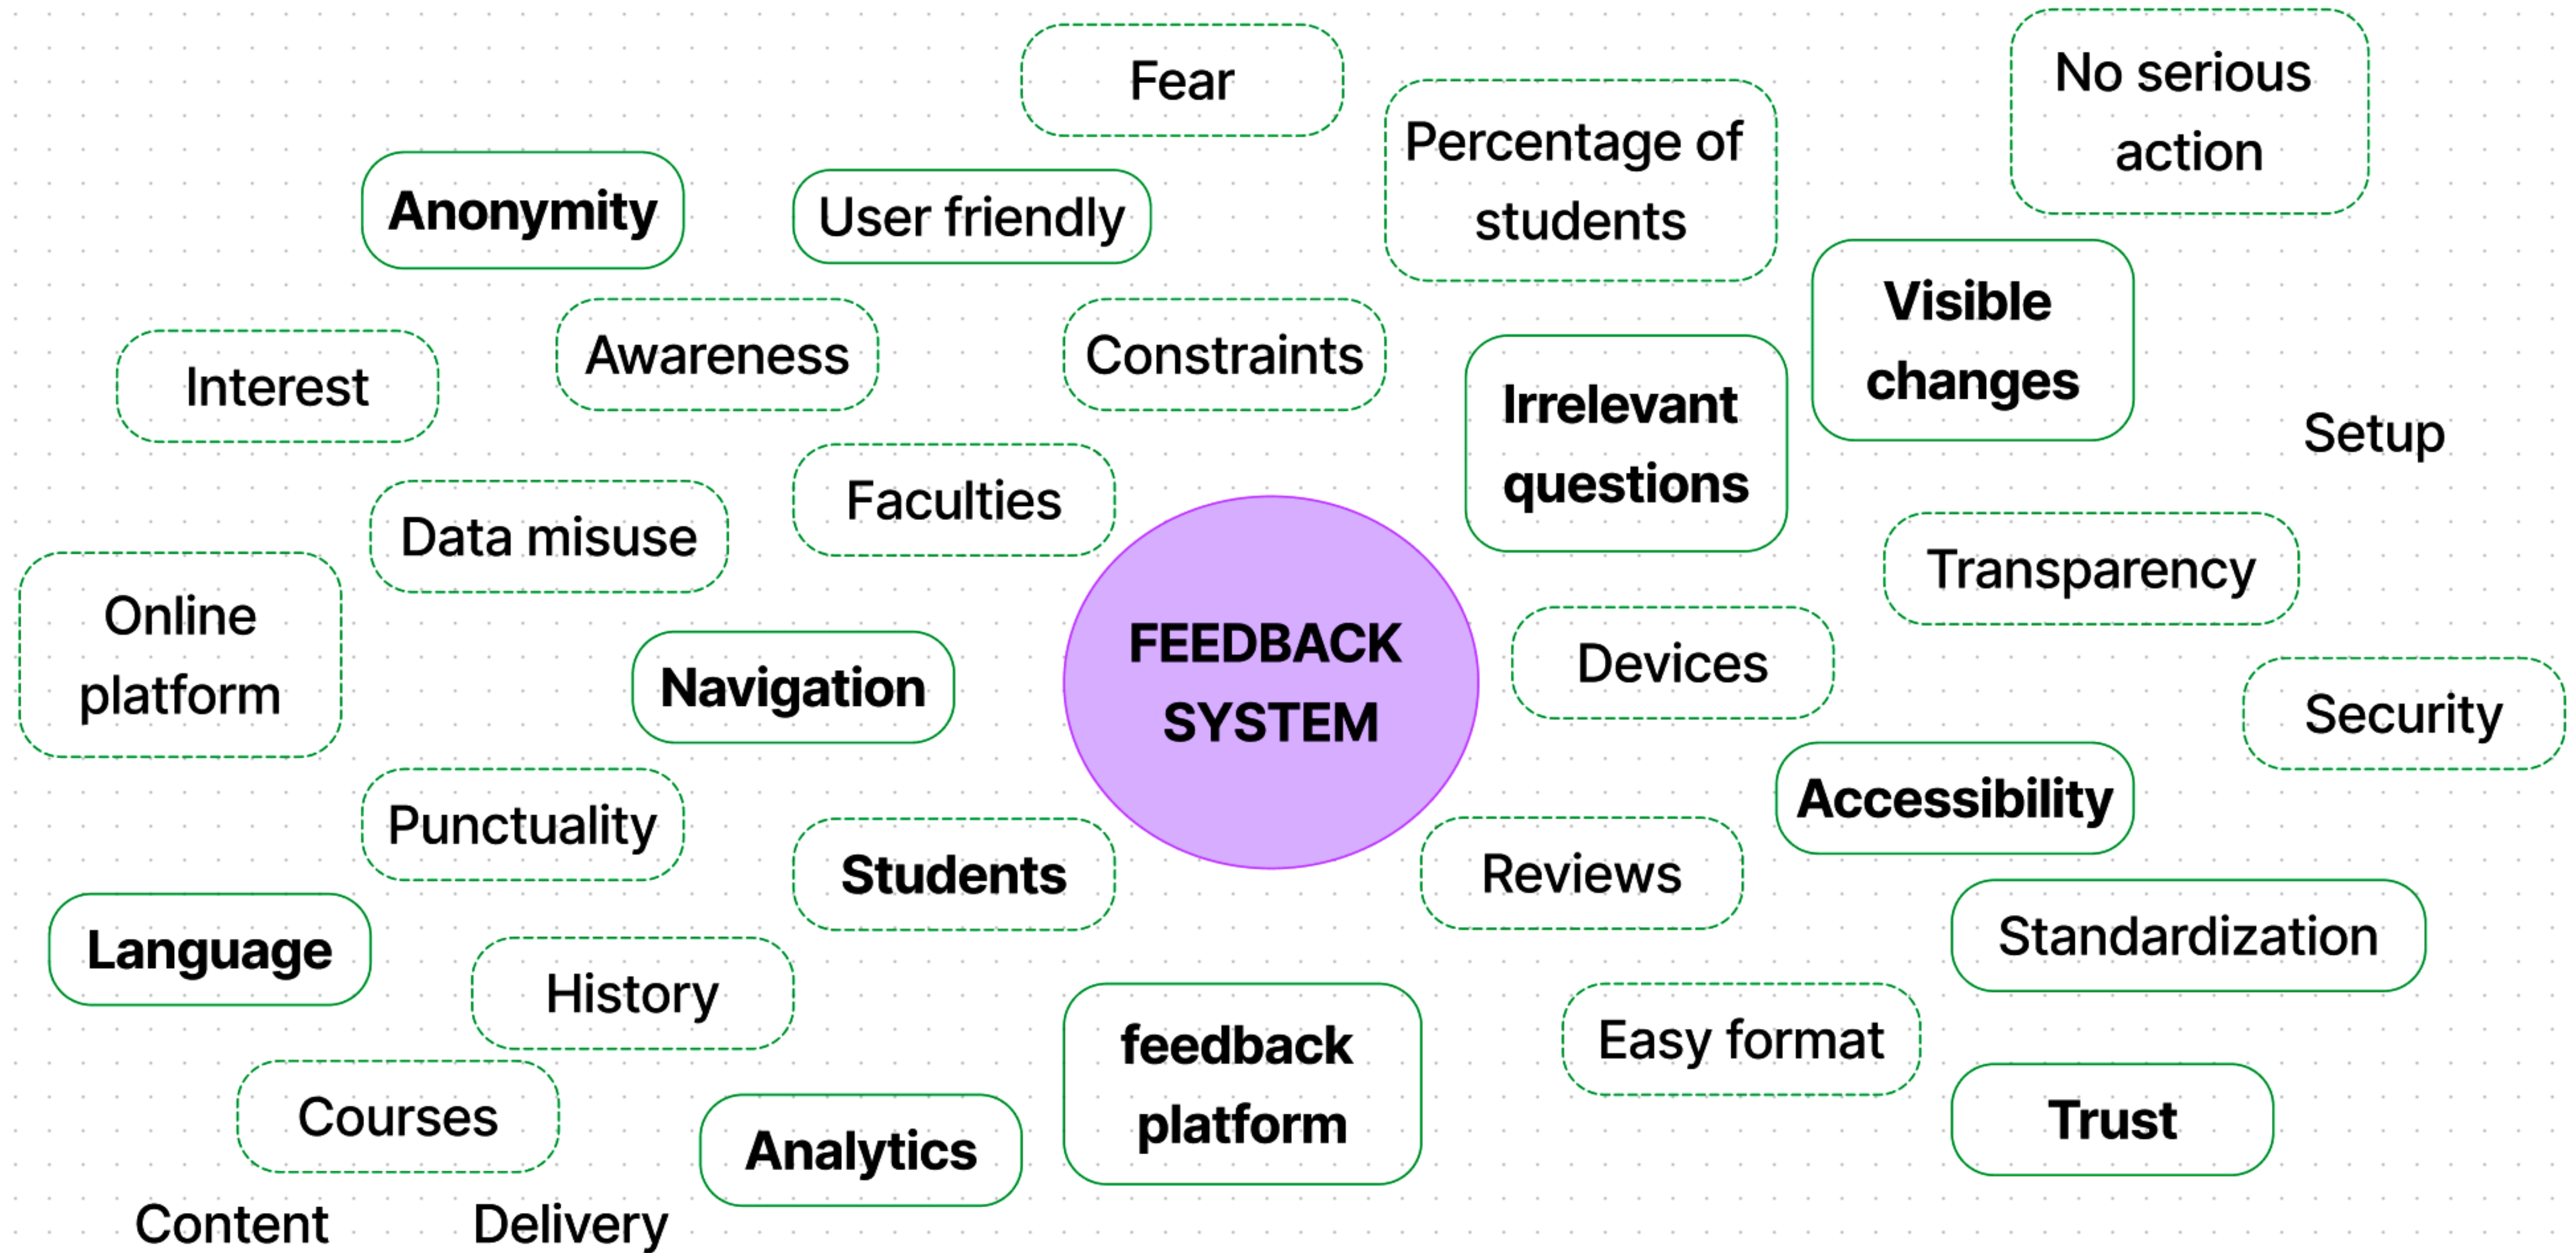 Fear
No serious
action
Percentage of
students
Anonymity
User friendly
Visible
changes
Interest
Awareness
Constraints
Irrelevant
questions
Setup
Faculties
Data misuse
Transparency
Online
platform
FEEDBACK
SYSTEM
Navigation
Devices
Security
Accessibility
Punctuality
Students
Reviews
Language
Standardization
History
feedback
platform
Easy format
Courses
Analytics
Trust
Content
Delivery